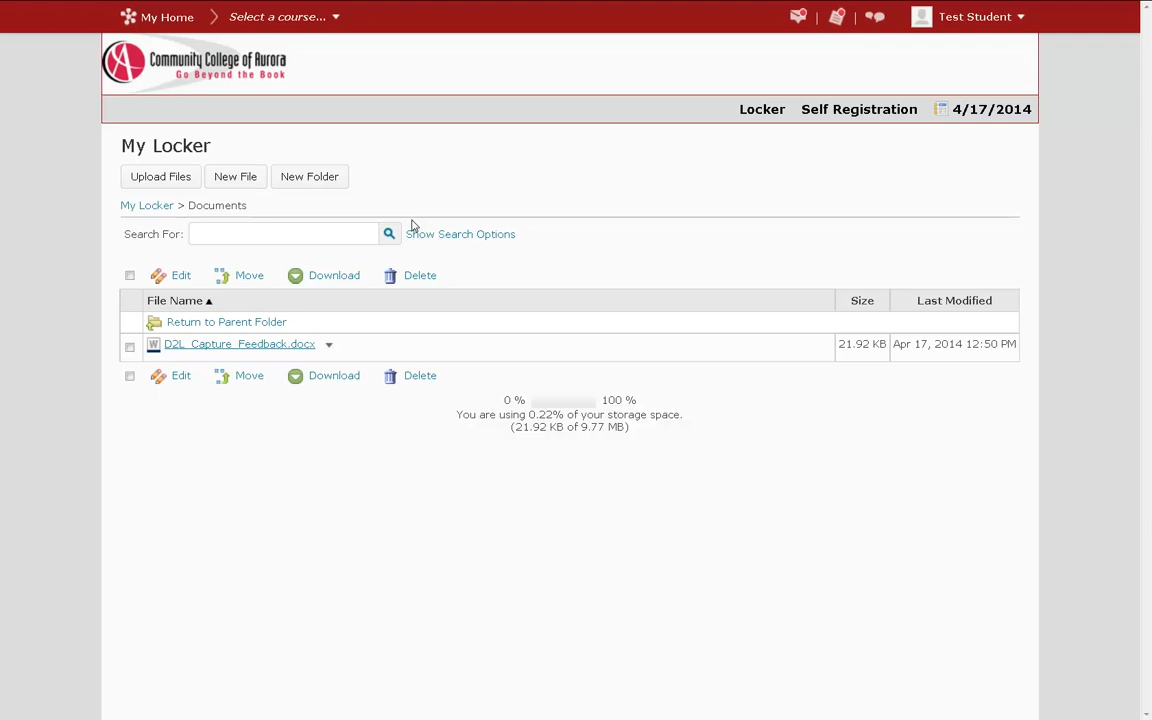 My Home
Select a course...
Test Student
Community College of Aurora
Go Beyond the Book
Locker Self Registration 4/17/2014
My Locker
Upload Files New File New Folder
My Locker > Documents
Search For: Show Search Options
Edit Move Download Delete
File Name Size Last Modified
Return to Parent Folder
W D2L_Capture_Feedback.docx 21.92 KB Apr 17, 2014 12:50 PM
Edit Move Download Delete
0 % 100 %
You are using 0.22% of your storage space.
(21.92 KB of 9.77 MB)